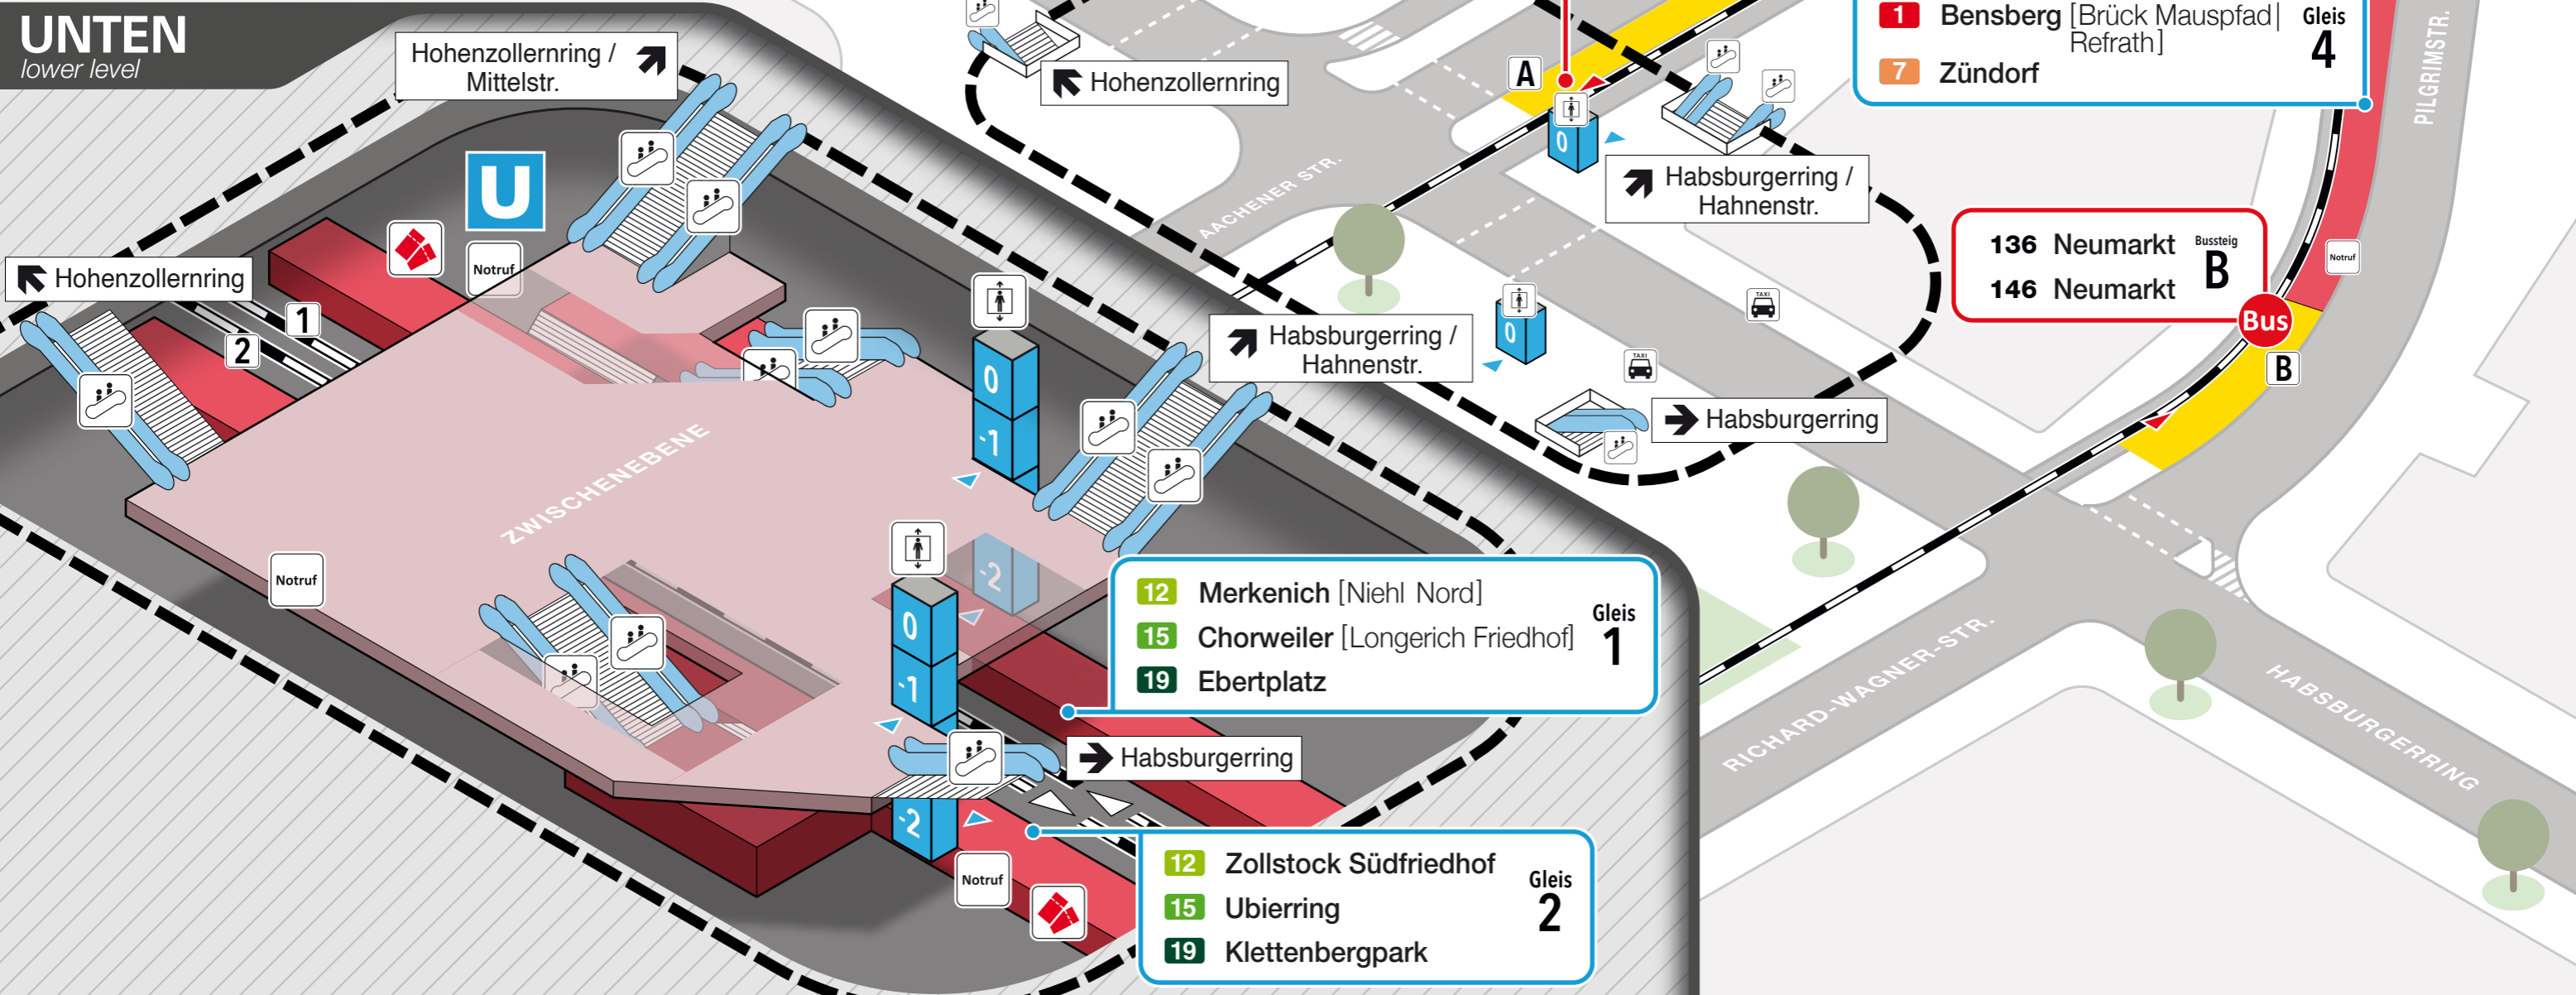 UNTEN
lower level
Hohenzollernring /
Mittelstr.
Hohenzollernring
U
Notruf
Hohenzollernring
1
2
ZWISCHENEBENE
Notruf
0
-1
-2
0
-1
-2
Notruf
Habsburgerring /
Hahnenstr.
Habsburgerring
12 Merkenich [Niehl Nord]
15 Chorweiler [Longerich Friedhof]
19 Ebertplatz
Gleis
1
12 Zollstock Südfriedhof
15 Ubierring
19 Klettenbergpark
Gleis
2
AACHENER STR.
A
0
Habsburgerring /
Hahnenstr.
0
TAXI
TAXI
Habsburgerring
1 Bensberg [Brück Mauspfad|
Refrath]
7 Zündorf
Gleis
4
PILGRIMSTR.
136 Neumarkt
146 Neumarkt
Bussteig
B
Bus
B
Notruf
RICHARD-WAGNER-STR.
HABSBURGERRING